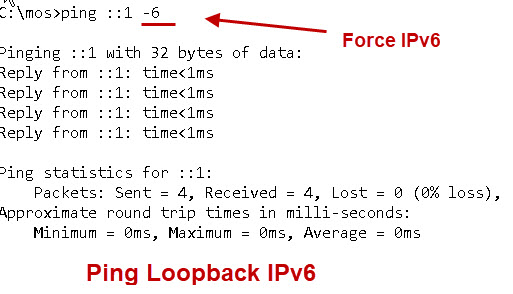 C:\mos>ping ::1 -6
Force IPv6
Pinging ::1 with 32 bytes of data:
Reply from ::1: time<1ms
Reply from ::1: time<1ms
Reply from ::1: time<1ms
Reply from ::1: time<1ms
Ping statistics for ::1:
Packets: Sent = 4, Received = 4, Lost = 0 (0% loss),
Approximate round trip times in milli-seconds:
Minimum = 0ms, Maximum = 0ms, Average = 0ms
Ping Loopback IPv6